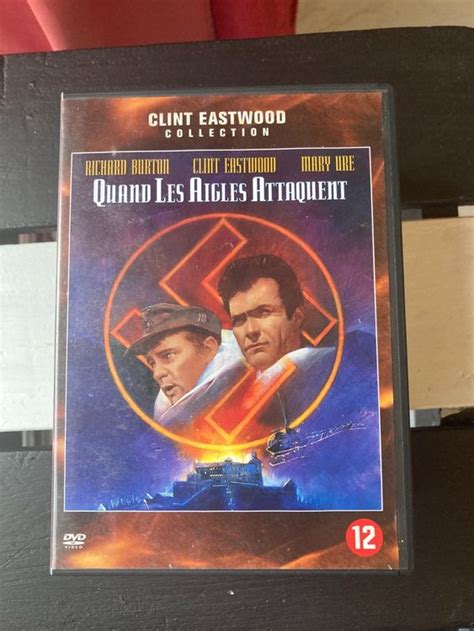 CLINT EASTWOOD
COLLECTION
RICHARD BURTON CLINT EASTWOOD MARY URE
QUAND LES AIGLES ATTAQUENT
DVD
VIDEO
12